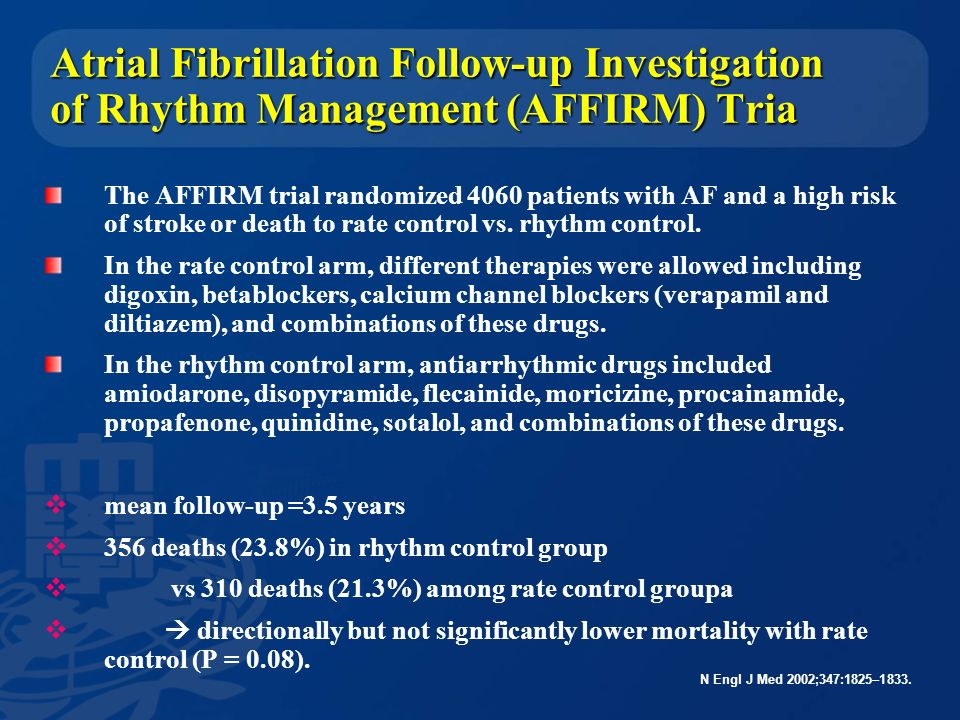 Atrial Fibrillation Follow-up Investigation
of Rhythm Management (AFFIRM) Tria
The AFFIRM trial randomized 4060 patients with AF and a high risk
of stroke or death to rate control vs. rhythm control.
In the rate control arm, different therapies were allowed including
digoxin, betablockers, calcium channel blockers (verapamil and
diltiazem), and combinations of these drugs.
In the rhythm control arm, antiarrhythmic drugs included
amiodarone, disopyramide, flecainide, moricizine, procainamide,
propafenone, quinidine, sotalol, and combinations of these drugs.
mean follow-up =3.5 years
356 deaths (23.8%) in rhythm control group
vs 310 deaths (21.3%) among rate control groupa
→ directionally but not significantly lower mortality with rate
control (P = 0.08).
N Engl J Med 2002;347:1825–1833.